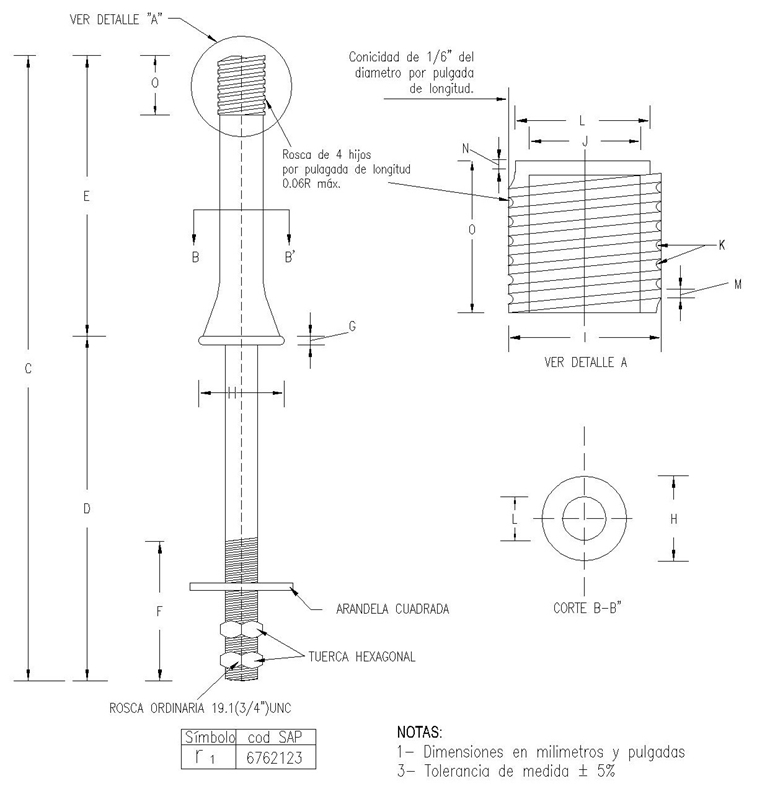 VER DETALLE "A"
Conicidad de 1/6" del
diametro por pulgada
de longitud.
O
L
J
N
Rosca de 4 hijos
por pulagada de longitud
0.06R máx.
E
O
B
B'
K
M
G
I
VER DETALLE A
C
H
D
L
H
F
ARANDELA CUADRADA
CORTE B-B"
TUERCA HEXAGONAL
ROSCA ORDINARIA 19.1(3/4")UNC
Símbolo cod SAP
r 1 6762123
NOTAS:
1- Dimensiones en milimetros y pulgadas
3- Tolerancia de medida ± 5%